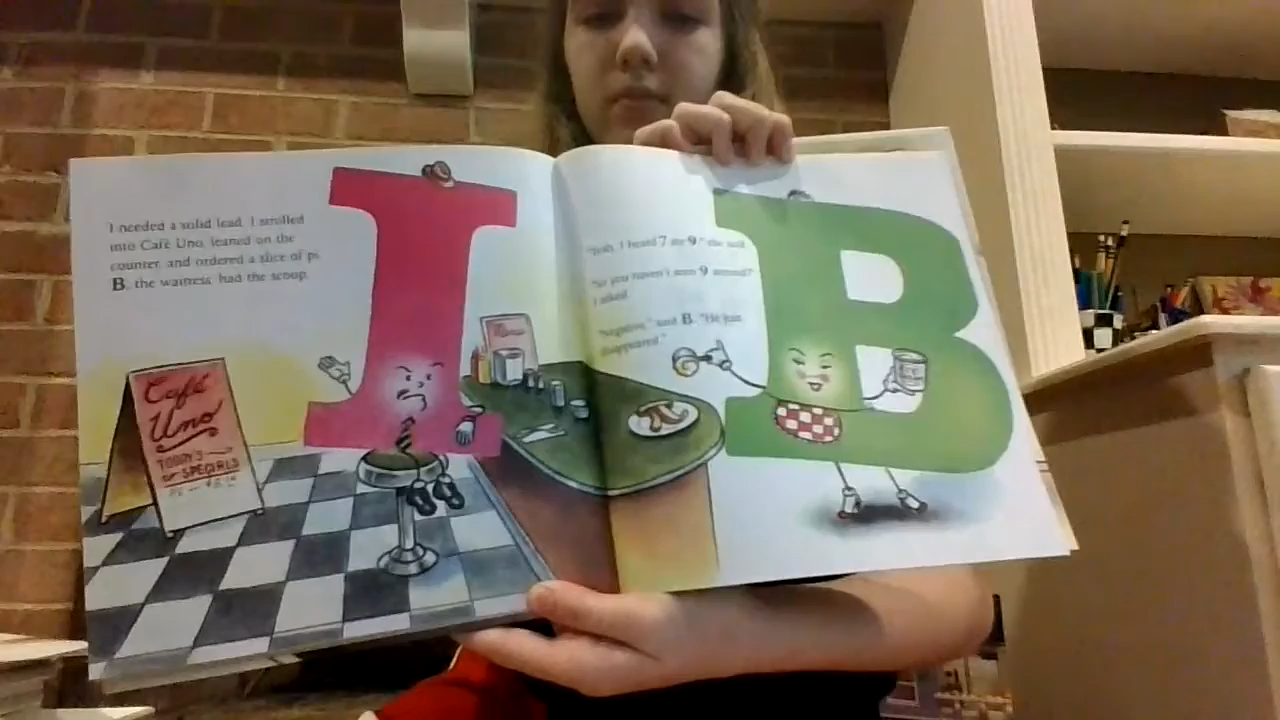 I needed a solid lead. I strolled
into Café Uno, leaned on the
counter, and ordered a slice of pi.
B, the waitress, had the scoop.
Café
Uno
TODAY'S
SPECIALS
Menu
"Yeah, I heard 7 ate 9," she said.
"So you haven't seen 9 around?"
I asked.
"Negative," said B. "He just
disappeared."
I
B